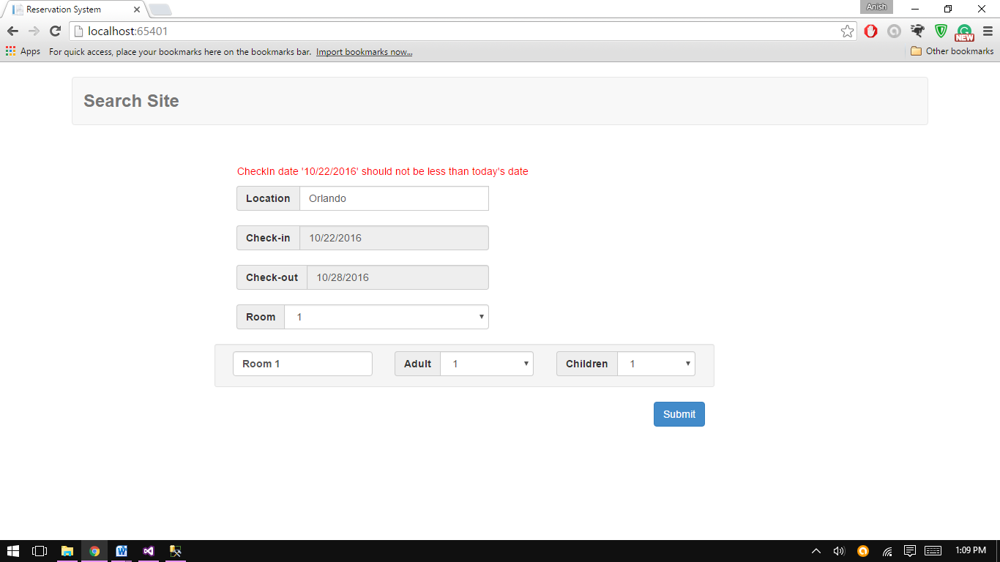 Reservation System
Anish
localhost:65401
NEW
Apps For quick access, place your bookmarks here on the bookmarks bar. Import bookmarks now... Other bookmarks
Search Site
CheckIn date '10/22/2016' should not be less than today's date
Location Orlando
Check-in 10/22/2016
Check-out 10/28/2016
Room 1
Room 1 Adult 1 Children 1
Submit
1:09 PM